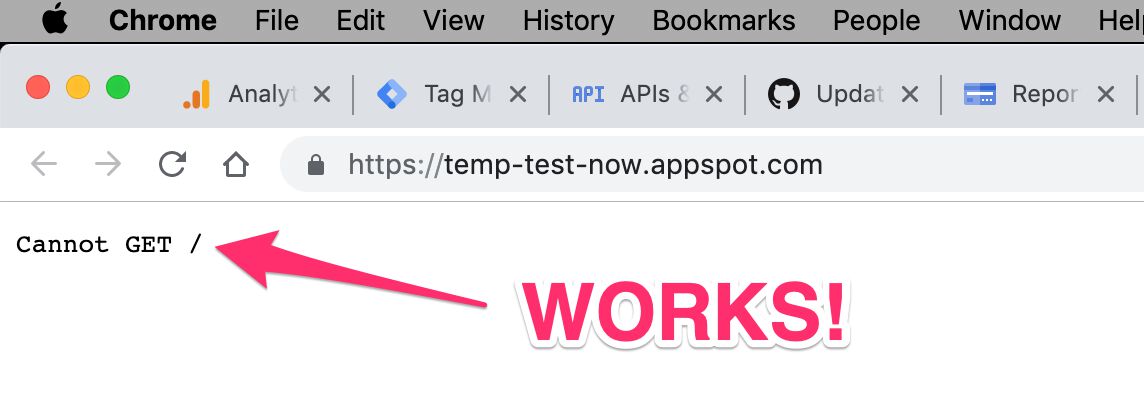 Chrome File Edit View History Bookmarks People Window Hel
Analyt Tag M API APIs & Updat Repor
https://temp-test-now.appspot.com
Cannot GET /
WORKS!